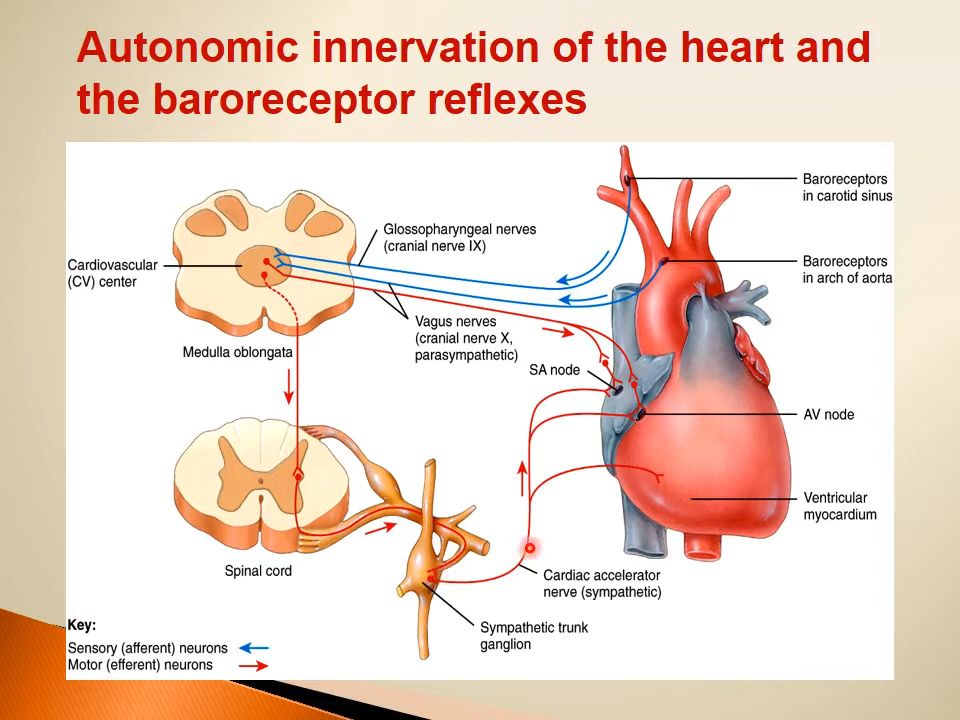 Autonomic innervation of the heart and
the baroreceptor reflexes
Baroreceptors
in carotid sinus
Glossopharyngeal nerves
(cranial nerve IX)
Cardiovascular
(CV) center
Baroreceptors
in arch of aorta
Vagus nerves
(cranial nerve X,
parasympathetic)
Medulla oblongata
SA node
AV node
Ventricular
myocardium
Spinal cord
Cardiac accelerator
nerve (sympathetic)
Sympathetic trunk
ganglion
Key:
Sensory (afferent) neurons
Motor (efferent) neurons